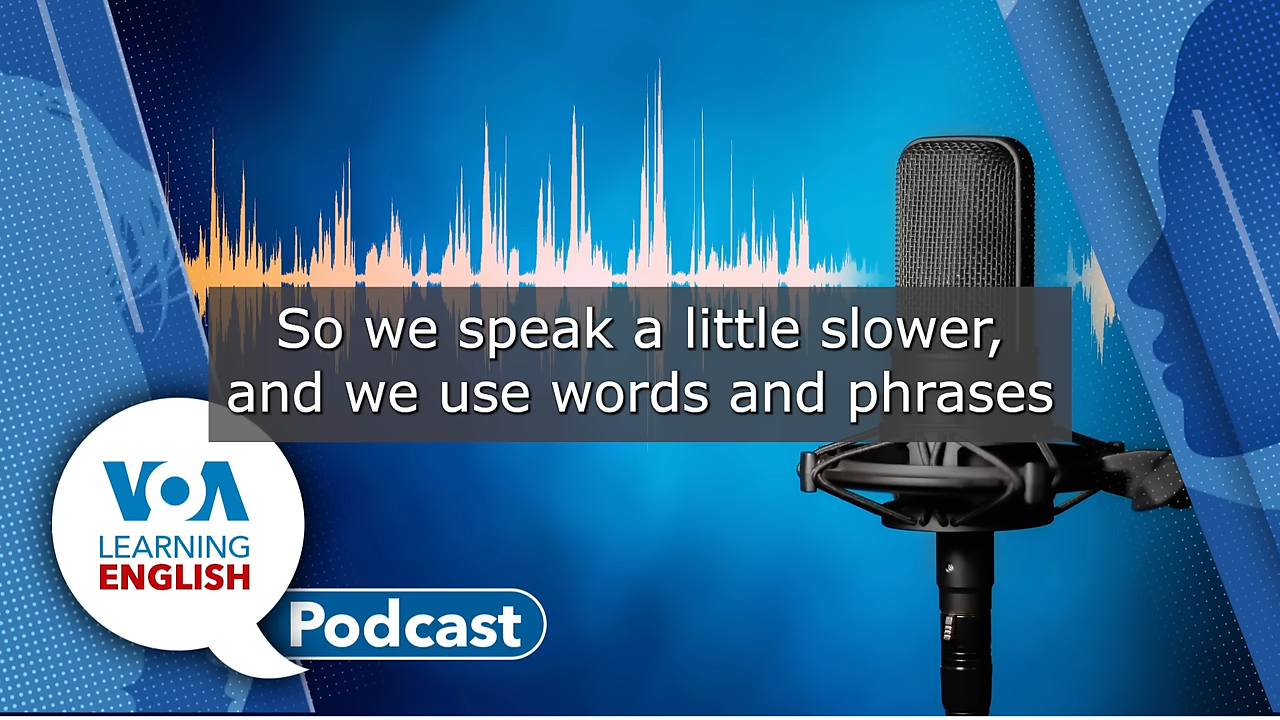 So we speak a little slower,
and we use words and phrases
VOA
LEARNING
ENGLISH
Podcast